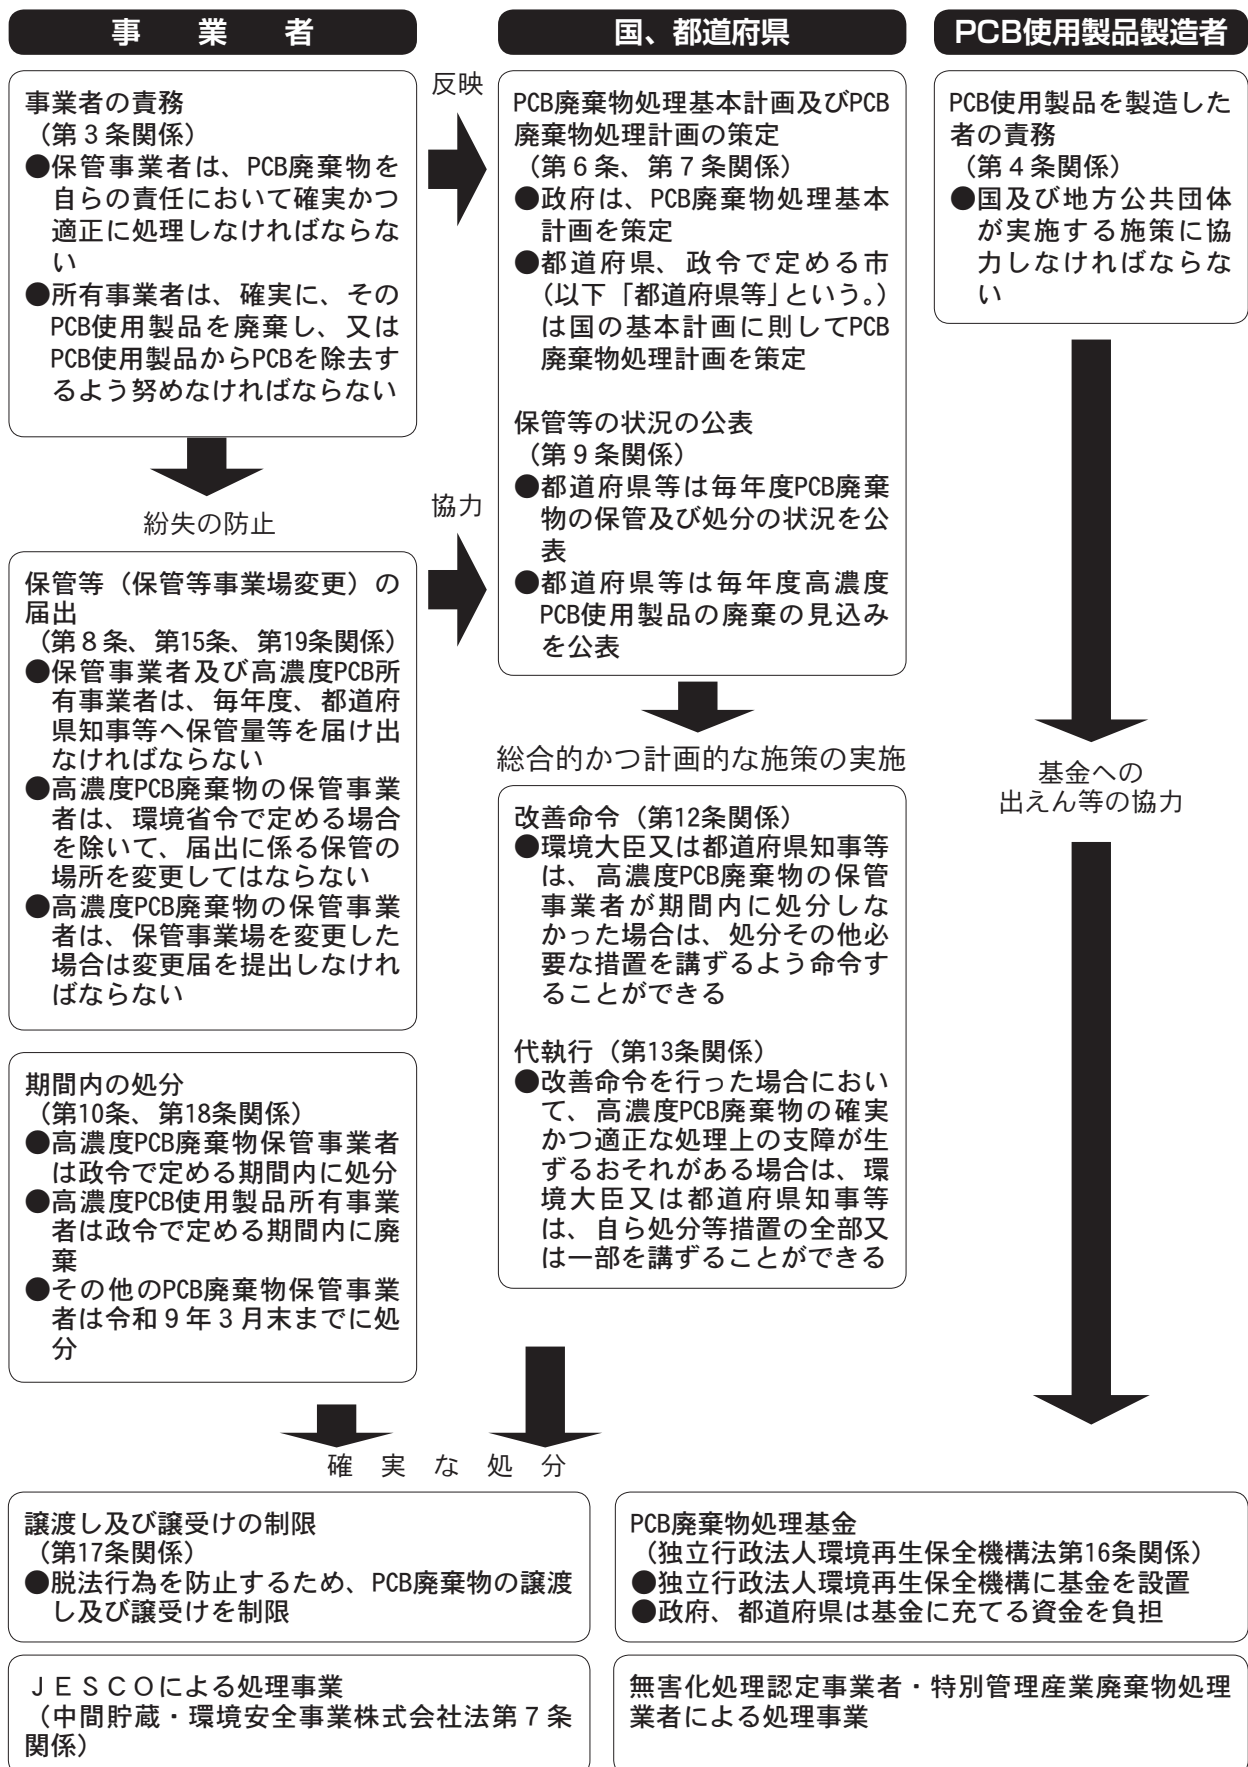 事業者
事業者の責務
（第３条関係）
●保管事業者は、PCB廃棄物を
自らの責任において確実かつ
適正に処理しなければならな
い
●所有事業者は、確実に、その
PCB使用製品を廃棄し、又は
PCB使用製品からPCBを除去す
るよう努めなければならない
紛失の防止
保管等（保管等事業場変更）の
届出
（第８条、第15条、第19条関係）
●保管事業者及び高濃度PCB所
有事業者は、毎年度、都道府
県知事等へ保管量等を届け出
なければならない
●高濃度PCB廃棄物の保管事業
者は、環境省令で定める場合
を除いて、届出に係る保管の
場所を変更してはならない
●高濃度PCB廃棄物の保管事業
者は、保管事業場を変更した
場合は変更届を提出しなけれ
ばならない
期間内の処分
（第10条、第18条関係）
●高濃度PCB廃棄物保管事業者
は政令で定める期間内に処分
●高濃度PCB使用製品所有事業
者は政令で定める期間内に廃
棄
●その他のPCB廃棄物保管事業
者は令和９年３月末までに処
分
反映
協力
国、都道府県
PCB廃棄物処理基本計画及びPCB
廃棄物処理計画の策定
（第６条、第７条関係）
●政府は、PCB廃棄物処理基本
計画を策定
●都道府県、政令で定める市
（以下「都道府県等」という。）
は国の基本計画に則してPCB
廃棄物処理計画を策定
保管等の状況の公表
（第９条関係）
●都道府県等は毎年度PCB廃棄
物の保管及び処分の状況を公
表
●都道府県等は毎年度高濃度
PCB使用製品の廃棄の見込み
を公表
総合的かつ計画的な施策の実施
改善命令（第12条関係）
●環境大臣又は都道府県知事等
は、高濃度PCB廃棄物の保管
事業者が期間内に処分しな
かった場合は、処分その他必
要な措置を講ずるよう命令す
ることができる
代執行（第13条関係）
●改善命令を行った場合におい
て、高濃度PCB廃棄物の確実
かつ適正な処理上の支障が生
ずるおそれがある場合は、環
境大臣又は都道府県知事等
は、自ら処分等措置の全部又
は一部を講ずることができる
PCB使用製品製造者
PCB使用製品を製造した
者の責務
（第４条関係）
●国及び地方公共団体
が実施する施策に協
力しなければならな
い
基金への
出えん等の協力
確実な処分
譲渡し及び譲受けの制限
（第17条関係）
●脱法行為を防止するため、PCB廃棄物の譲渡
し及び譲受けを制限
PCB廃棄物処理基金
（独立行政法人環境再生保全機構法第16条関係）
●独立行政法人環境再生保全機構に基金を設置
●政府、都道府県は基金に充てる資金を負担
ＪＥＳＣＯによる処理事業
（中間貯蔵・環境安全事業株式会社法第７条
関係）
無害化処理認定事業者・特別管理産業廃棄物処理
業者による処理事業